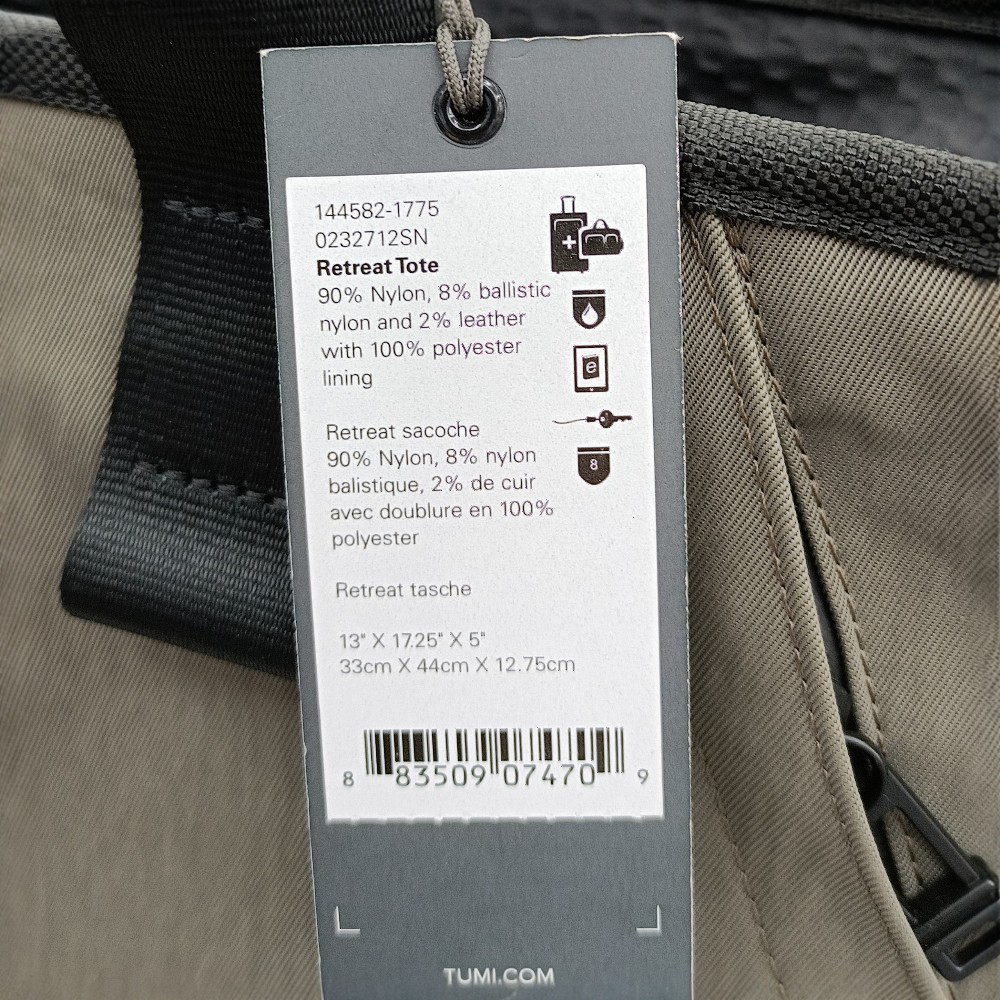 144582-1775
0232712SN
Retreat Tote
90% Nylon, 8% ballistic
nylon and 2% leather
with 100% polyester
lining
e
8
Retreat sacoche
90% Nylon, 8% nylon
balistique, 2% de cuir
avec doublure en 100%
polyester
Retreat tasche
13" X 17.25" X 5"
33cm X 44cm X 12.75cm
8 83509 07470 9
TUMI.COM